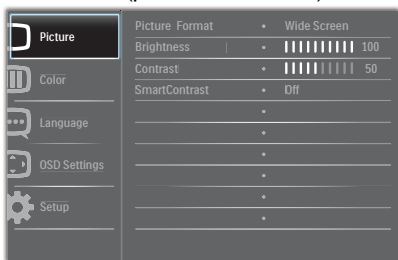 Picture
Color
Language
OSD Settings
Setup
Picture Format • Wide Screen
Brightness • 100
Contrast • 50
SmartContrast • Off